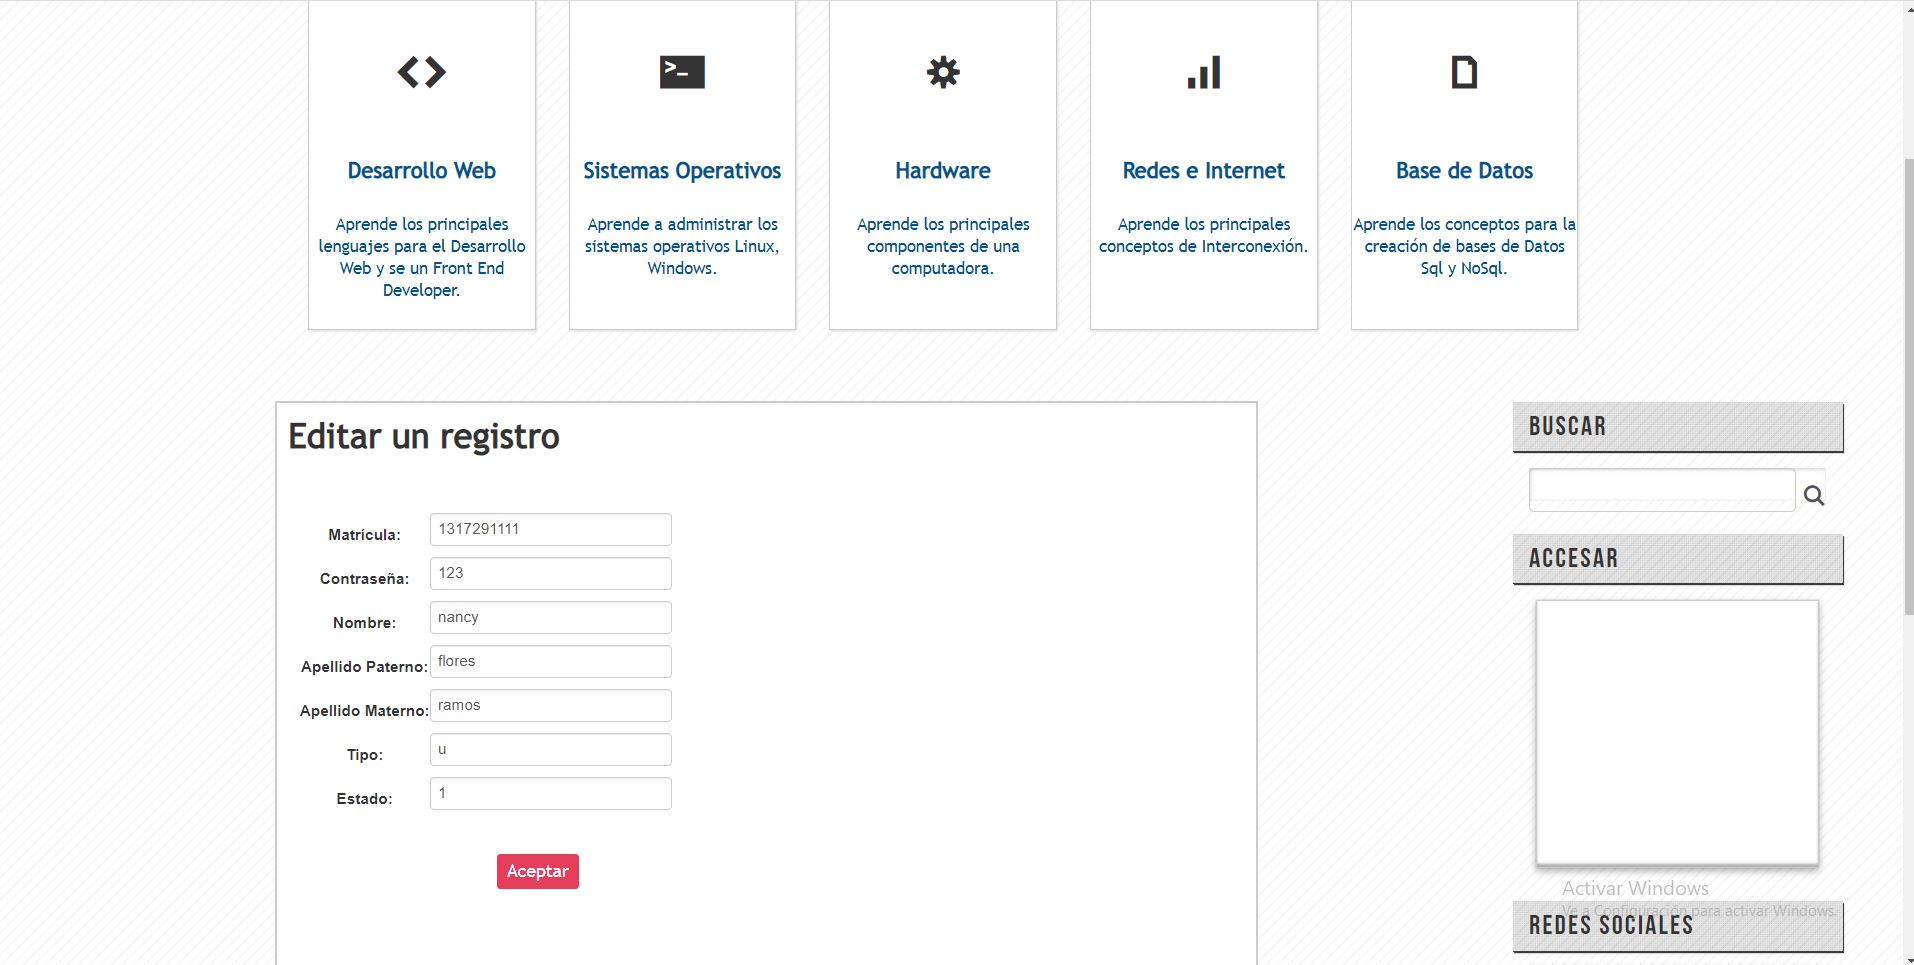 >_
Desarrollo Web
Aprende los principales
lenguajes para el Desarrollo
Web y se un Front End
Developer.
Sistemas Operativos
Aprende a administrar los
sistemas operativos Linux,
Windows.
Hardware
Aprende los principales
componentes de una
computadora.
Redes e Internet
Aprende los principales
conceptos de Interconexión.
Base de Datos
Aprende los conceptos para la
creación de bases de Datos
Sql y NoSql.
Editar un registro
Matrícula: 1317291111
Contraseña: 123
Nombre: nancy
Apellido Paterno: flores
Apellido Materno: ramos
Tipo: u
Estado: 1
Aceptar
BUSCAR
ACCESAR
Activar Windows
Ve a Configuración para activar Windows.
REDES SOCIALES